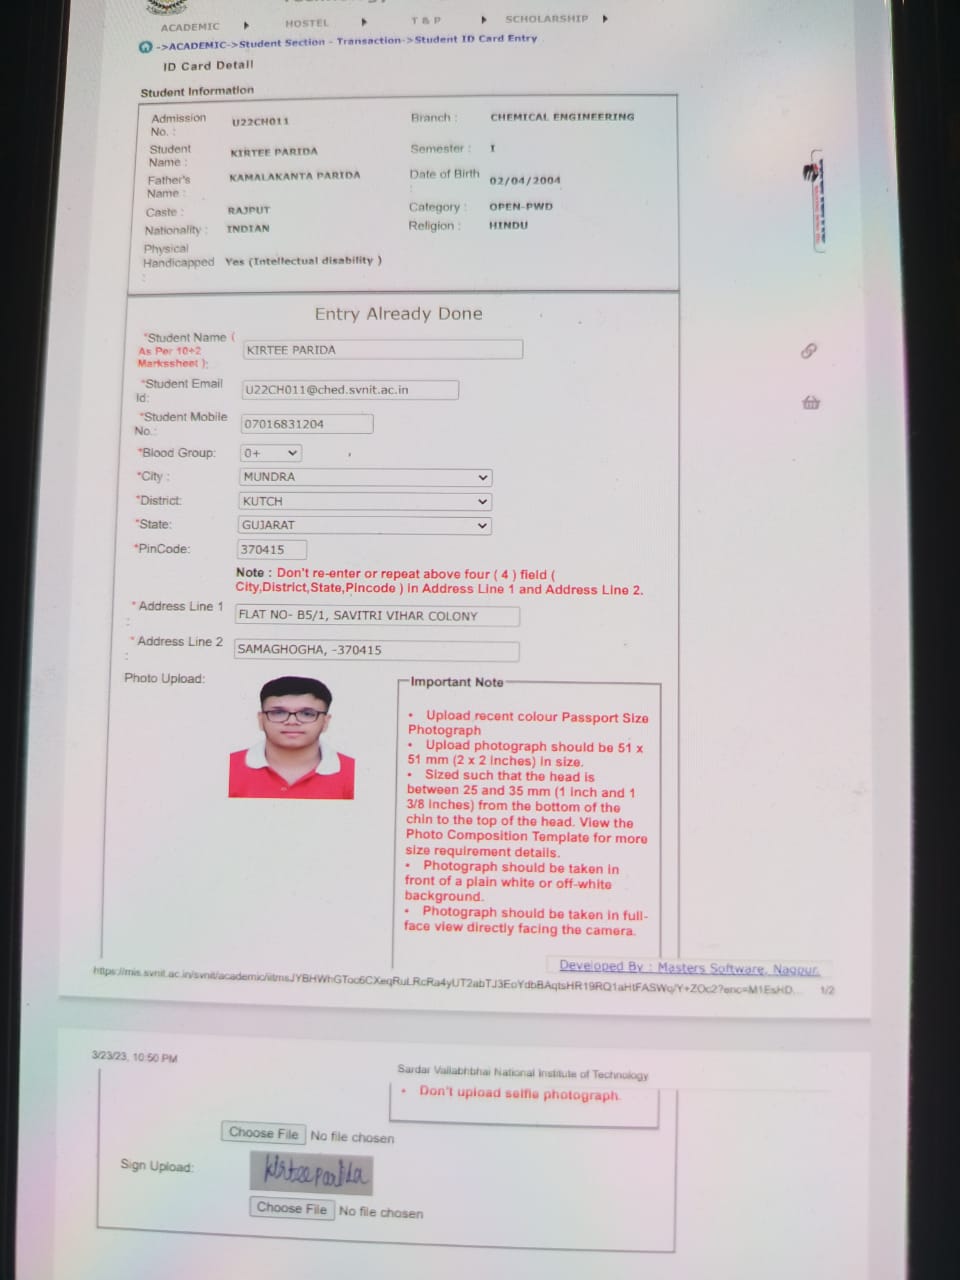 ACADEMIC HOSTEL T & P SCHOLARSHIP
->ACADEMIC->Student Section - Transaction->Student ID Card Entry
ID Card Detail
Student Information
Admission No. : U22CH011 Branch : CHEMICAL ENGINEERING
Student Name : KIRTEE PARIDA Semester : I
Father's Name : KAMALAKANTA PARIDA Date of Birth : 02/04/2004
Caste : RAJPUT Category : OPEN-PWD
Nationality : INDIAN Religion : HINDU
Physical Handicapped : Yes (Intellectual disability )
Entry Already Done
*Student Name ( As Per 10+2 Markssheet ): KIRTEE PARIDA
*Student Email Id: U22CH011@ched.svnit.ac.in
*Student Mobile No.: 07016831204
*Blood Group: O+
*City : MUNDRA
*District: KUTCH
*State: GUJARAT
*PinCode: 370415
Note : Don't re-enter or repeat above four ( 4 ) field (
City,District,State,Pincode ) in Address Line 1 and Address Line 2.
* Address Line 1 : FLAT NO- B5/1, SAVITRI VIHAR COLONY
* Address Line 2 : SAMAGHOGHA, -370415
Photo Upload:
Important Note
• Upload recent colour Passport Size
Photograph
• Upload photograph should be 51 x
51 mm (2 x 2 inches) in size.
• Sized such that the head is
between 25 and 35 mm (1 inch and 1
3/8 inches) from the bottom of the
chin to the top of the head. View the
Photo Composition Template for more
size requirement details.
• Photograph should be taken in
front of a plain white or off-white
background.
• Photograph should be taken in full-
face view directly facing the camera.
Developed By : Masters Software, Nagpur.
1/2
3/23/23, 10:50 PM
Sardar Vallabhbhai National Institute of Technology
• Don't upload selfie photograph.
Choose File No file chosen
Sign Upload: kirtee parida
Choose File No file chosen